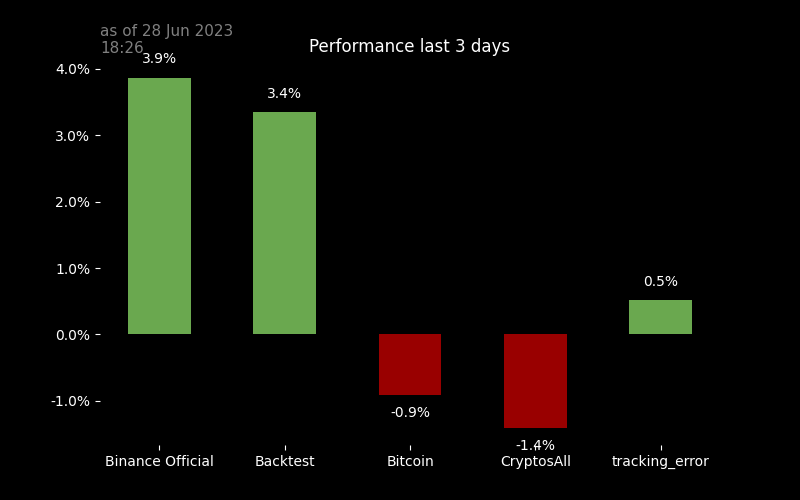 as of 28 Jun 2023
18:26
Performance last 3 days
4.0%
3.0%
2.0%
1.0%
0.0%
-1.0%
3.9%
3.4%
-0.9%
-1.4%
0.5%
Binance Official
Backtest
Bitcoin
CryptosAll
tracking_error